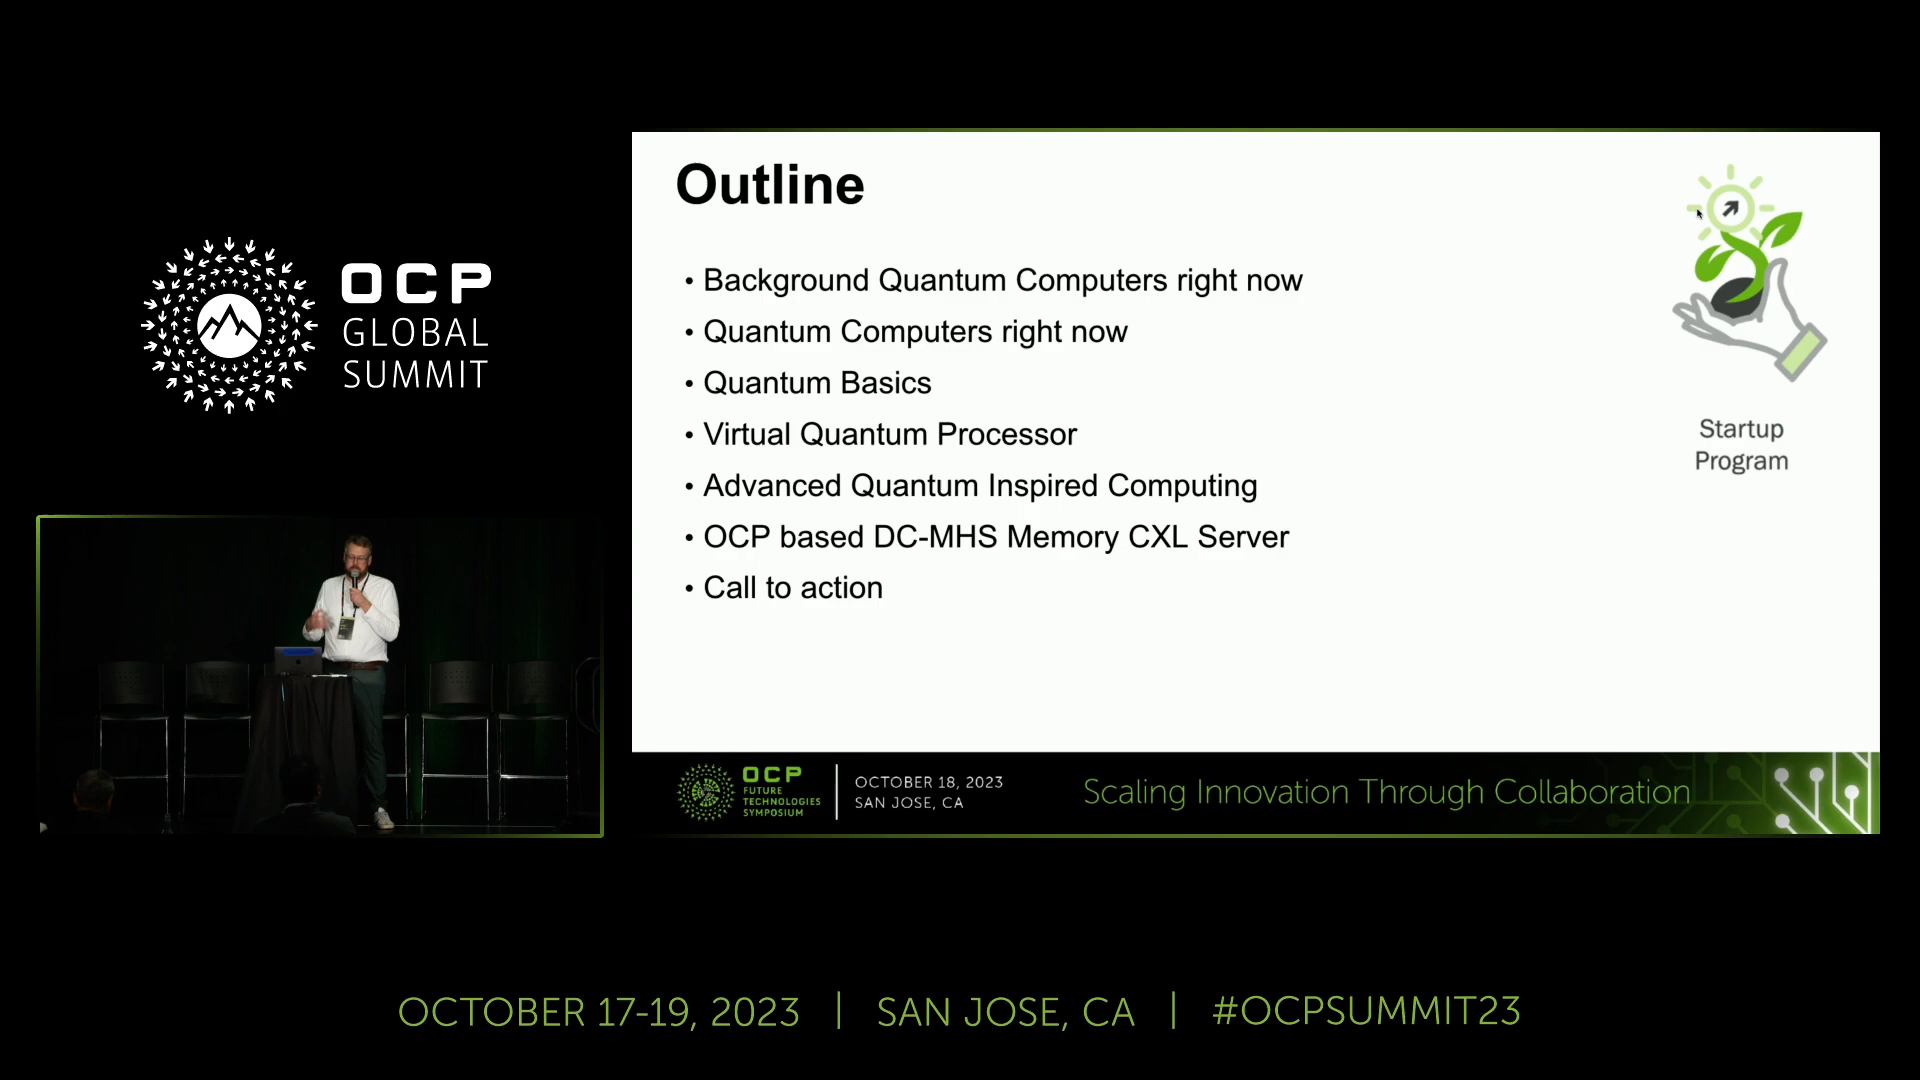 OCP
GLOBAL
SUMMIT
Outline
• Background Quantum Computers right now
• Quantum Computers right now
• Quantum Basics
• Virtual Quantum Processor
• Advanced Quantum Inspired Computing
• OCP based DC-MHS Memory CXL Server
• Call to action
Startup
Program
OCP
FUTURE
TECHNOLOGIES
SYMPOSIUM
OCTOBER 18, 2023
SAN JOSE, CA
Scaling Innovation Through Collaboration
OCTOBER 17-19, 2023 | SAN JOSE, CA | #OCPSUMMIT23